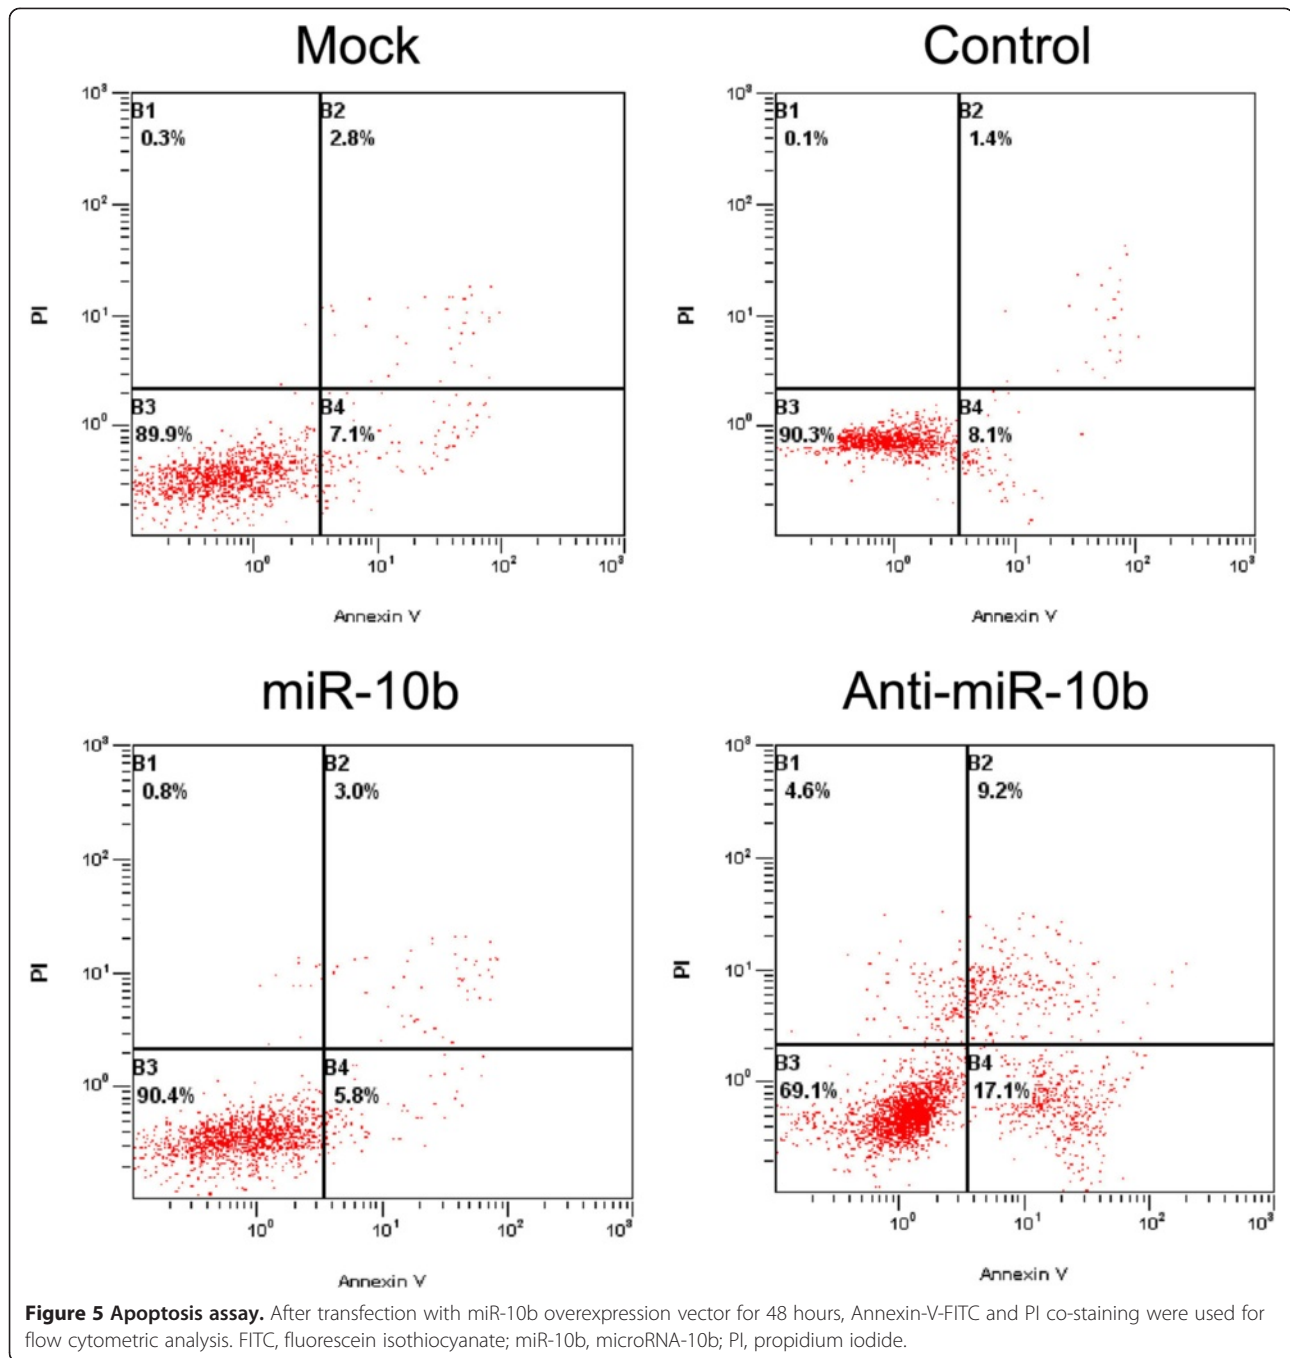 Mock
Control
10³
B1
0.3%
B2
2.8%
10²
10¹
10⁰
B3
89.9%
B4
7.1%
PI
10⁰ 10¹ 10² 10³
Annexin V
10³
B1
0.1%
B2
1.4%
10²
10¹
10⁰
B3
90.3%
B4
8.1%
PI
10⁰ 10¹ 10² 10³
Annexin V
miR-10b
Anti-miR-10b
10³
B1
0.8%
B2
3.0%
10²
10¹
10⁰
B3
90.4%
B4
5.8%
PI
10⁰ 10¹ 10² 10³
Annexin V
10³
B1
4.6%
B2
9.2%
10²
10¹
10⁰
B3
69.1%
B4
17.1%
PI
10⁰ 10¹ 10² 10³
Annexin V
Figure 5 Apoptosis assay. After transfection with miR-10b overexpression vector for 48 hours, Annexin-V-FITC and PI co-staining were used for
flow cytometric analysis. FITC, fluorescein isothiocyanate; miR-10b, microRNA-10b; PI, propidium iodide.